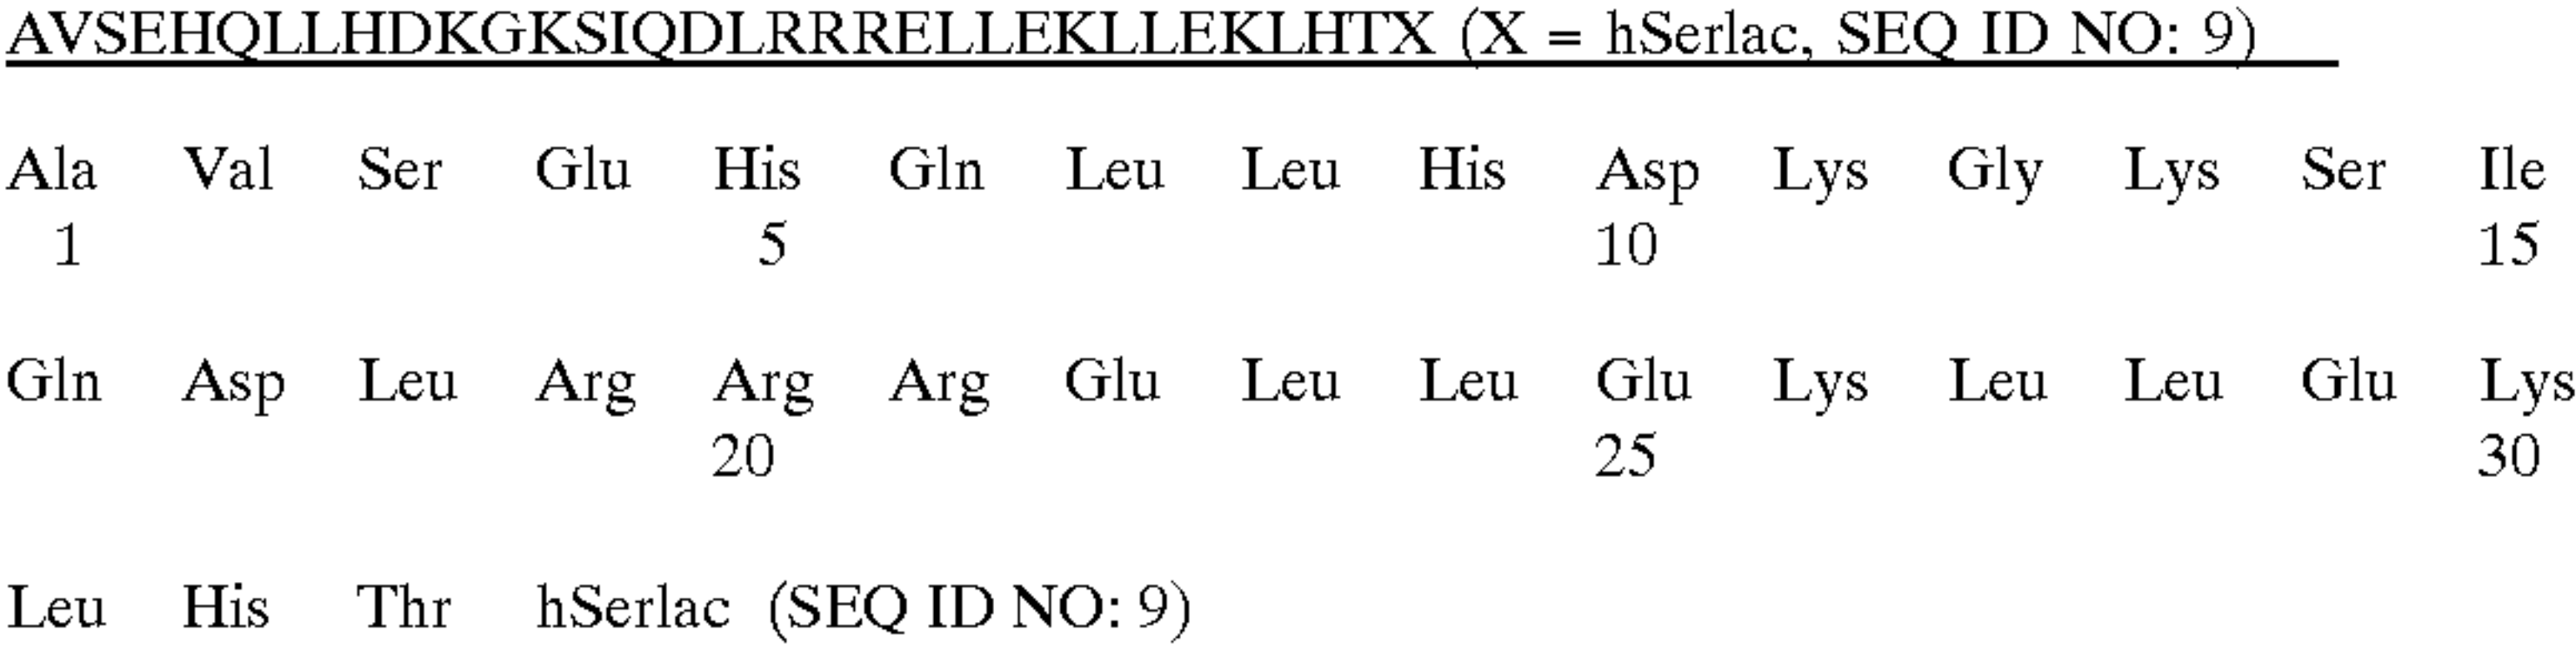 AVSEHQLLHDKGKSIQDLRRRELLEKLLEKLHTX (X = hSerlac, SEQ ID NO: 9)
Ala Val Ser Glu His Gln Leu Leu His Asp Lys Gly Lys Ser Ile
1 5 10 15
Gln Asp Leu Arg Arg Arg Glu Leu Leu Glu Lys Leu Leu Glu Lys
20 25 30
Leu His Thr hSerlac (SEQ ID NO: 9)